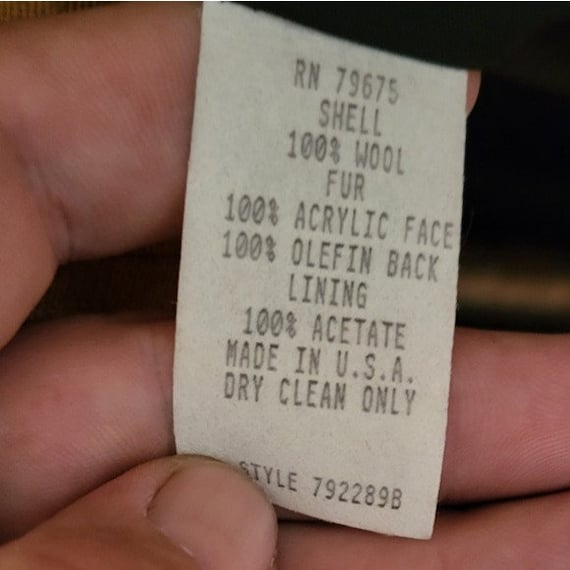 RN 79675
SHELL
100% WOOL
FUR
100% ACRYLIC FACE
100% OLEFIN BACK
LINING
100% ACETATE
MADE IN U.S.A.
DRY CLEAN ONLY
STYLE 792289B